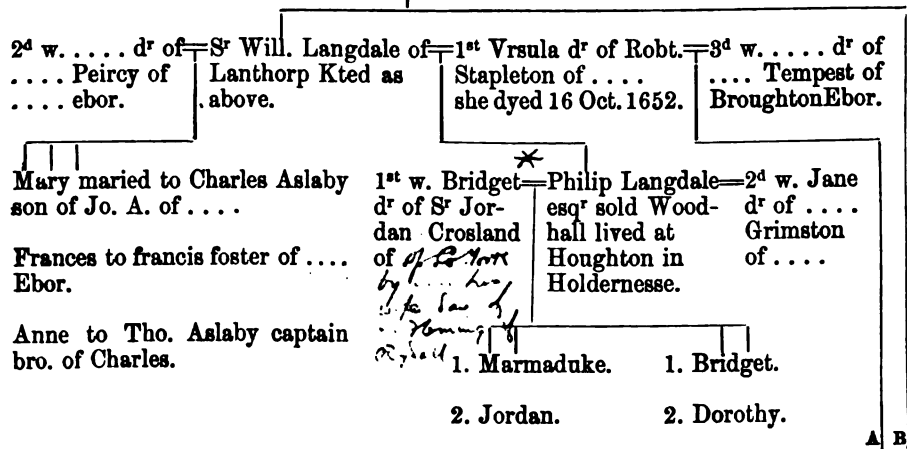 2d w. . . . . dr of
. . . . Peircy of
. . . . ebor.
Sr Will. Langdale of
Lanthorp Kted as
above.
1st Vrsula dr of Robt.
Stapleton of . . . .
she dyed 16 Oct. 1652.
3d w. . . . . dr of
. . . . Tempest of
Broughton Ebor.
Mary maried to Charles Aslaby
son of Jo. A. of . . . .
Frances to francis foster of . . . .
Ebor.
Anne to Tho. Aslaby captain
bro. of Charles.
1st w. Bridget
dr of Sr Jor-
dan Crosland
of
by . . . . her
Philip Langdale
esqr sold Wood-
hall lived at
Houghton in
Holdernesse.
2d w. Jane
dr of . . . .
Grimston
of . . . .
1. Marmaduke.
2. Jordan.
1. Bridget.
2. Dorothy.
A B